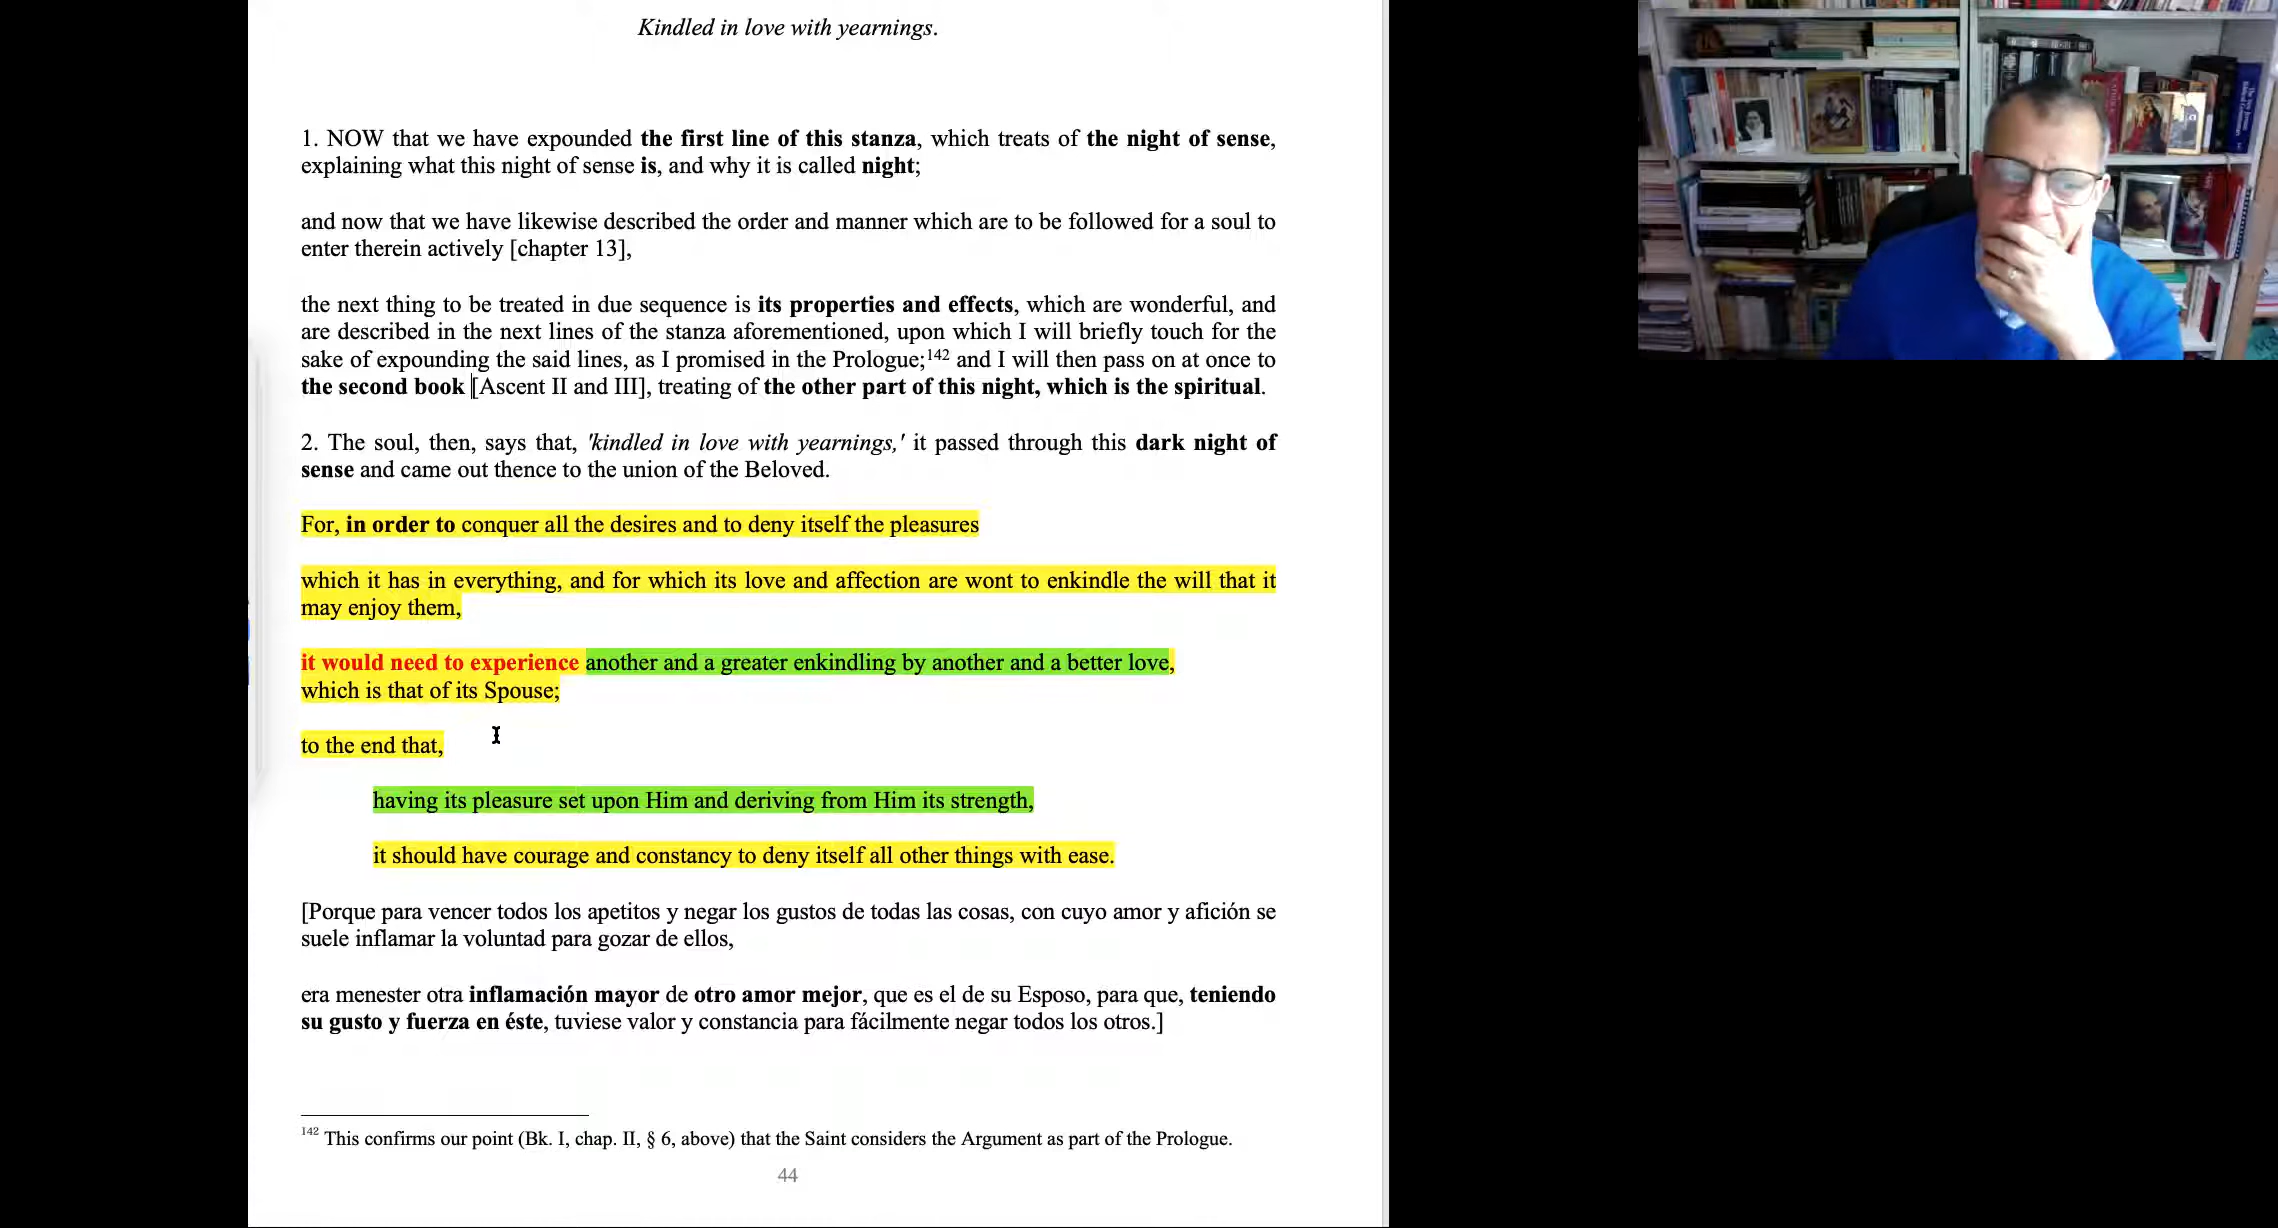 Kindled in love with yearnings.
1. NOW that we have expounded the first line of this stanza, which treats of the night of sense,
explaining what this night of sense is, and why it is called night;
and now that we have likewise described the order and manner which are to be followed for a soul to
enter therein actively [chapter 13],
the next thing to be treated in due sequence is its properties and effects, which are wonderful, and
are described in the next lines of the stanza aforementioned, upon which I will briefly touch for the
sake of expounding the said lines, as I promised in the Prologue;142 and I will then pass on at once to
the second book [Ascent II and III], treating of the other part of this night, which is the spiritual.
2. The soul, then, says that, 'kindled in love with yearnings,' it passed through this dark night of
sense and came out thence to the union of the Beloved.
For, in order to conquer all the desires and to deny itself the pleasures
which it has in everything, and for which its love and affection are wont to enkindle the will that it
may enjoy them,
it would need to experience another and a greater enkindling by another and a better love,
which is that of its Spouse;
to the end that,
having its pleasure set upon Him and deriving from Him its strength,
it should have courage and constancy to deny itself all other things with ease.
[Porque para vencer todos los apetitos y negar los gustos de todas las cosas, con cuyo amor y afición se
suele inflamar la voluntad para gozar de ellos,
era menester otra inflamación mayor de otro amor mejor, que es el de su Esposo, para que, teniendo
su gusto y fuerza en éste, tuviese valor y constancia para fácilmente negar todos los otros.]
142 This confirms our point (Bk. I, chap. II, § 6, above) that the Saint considers the Argument as part of the Prologue.
44